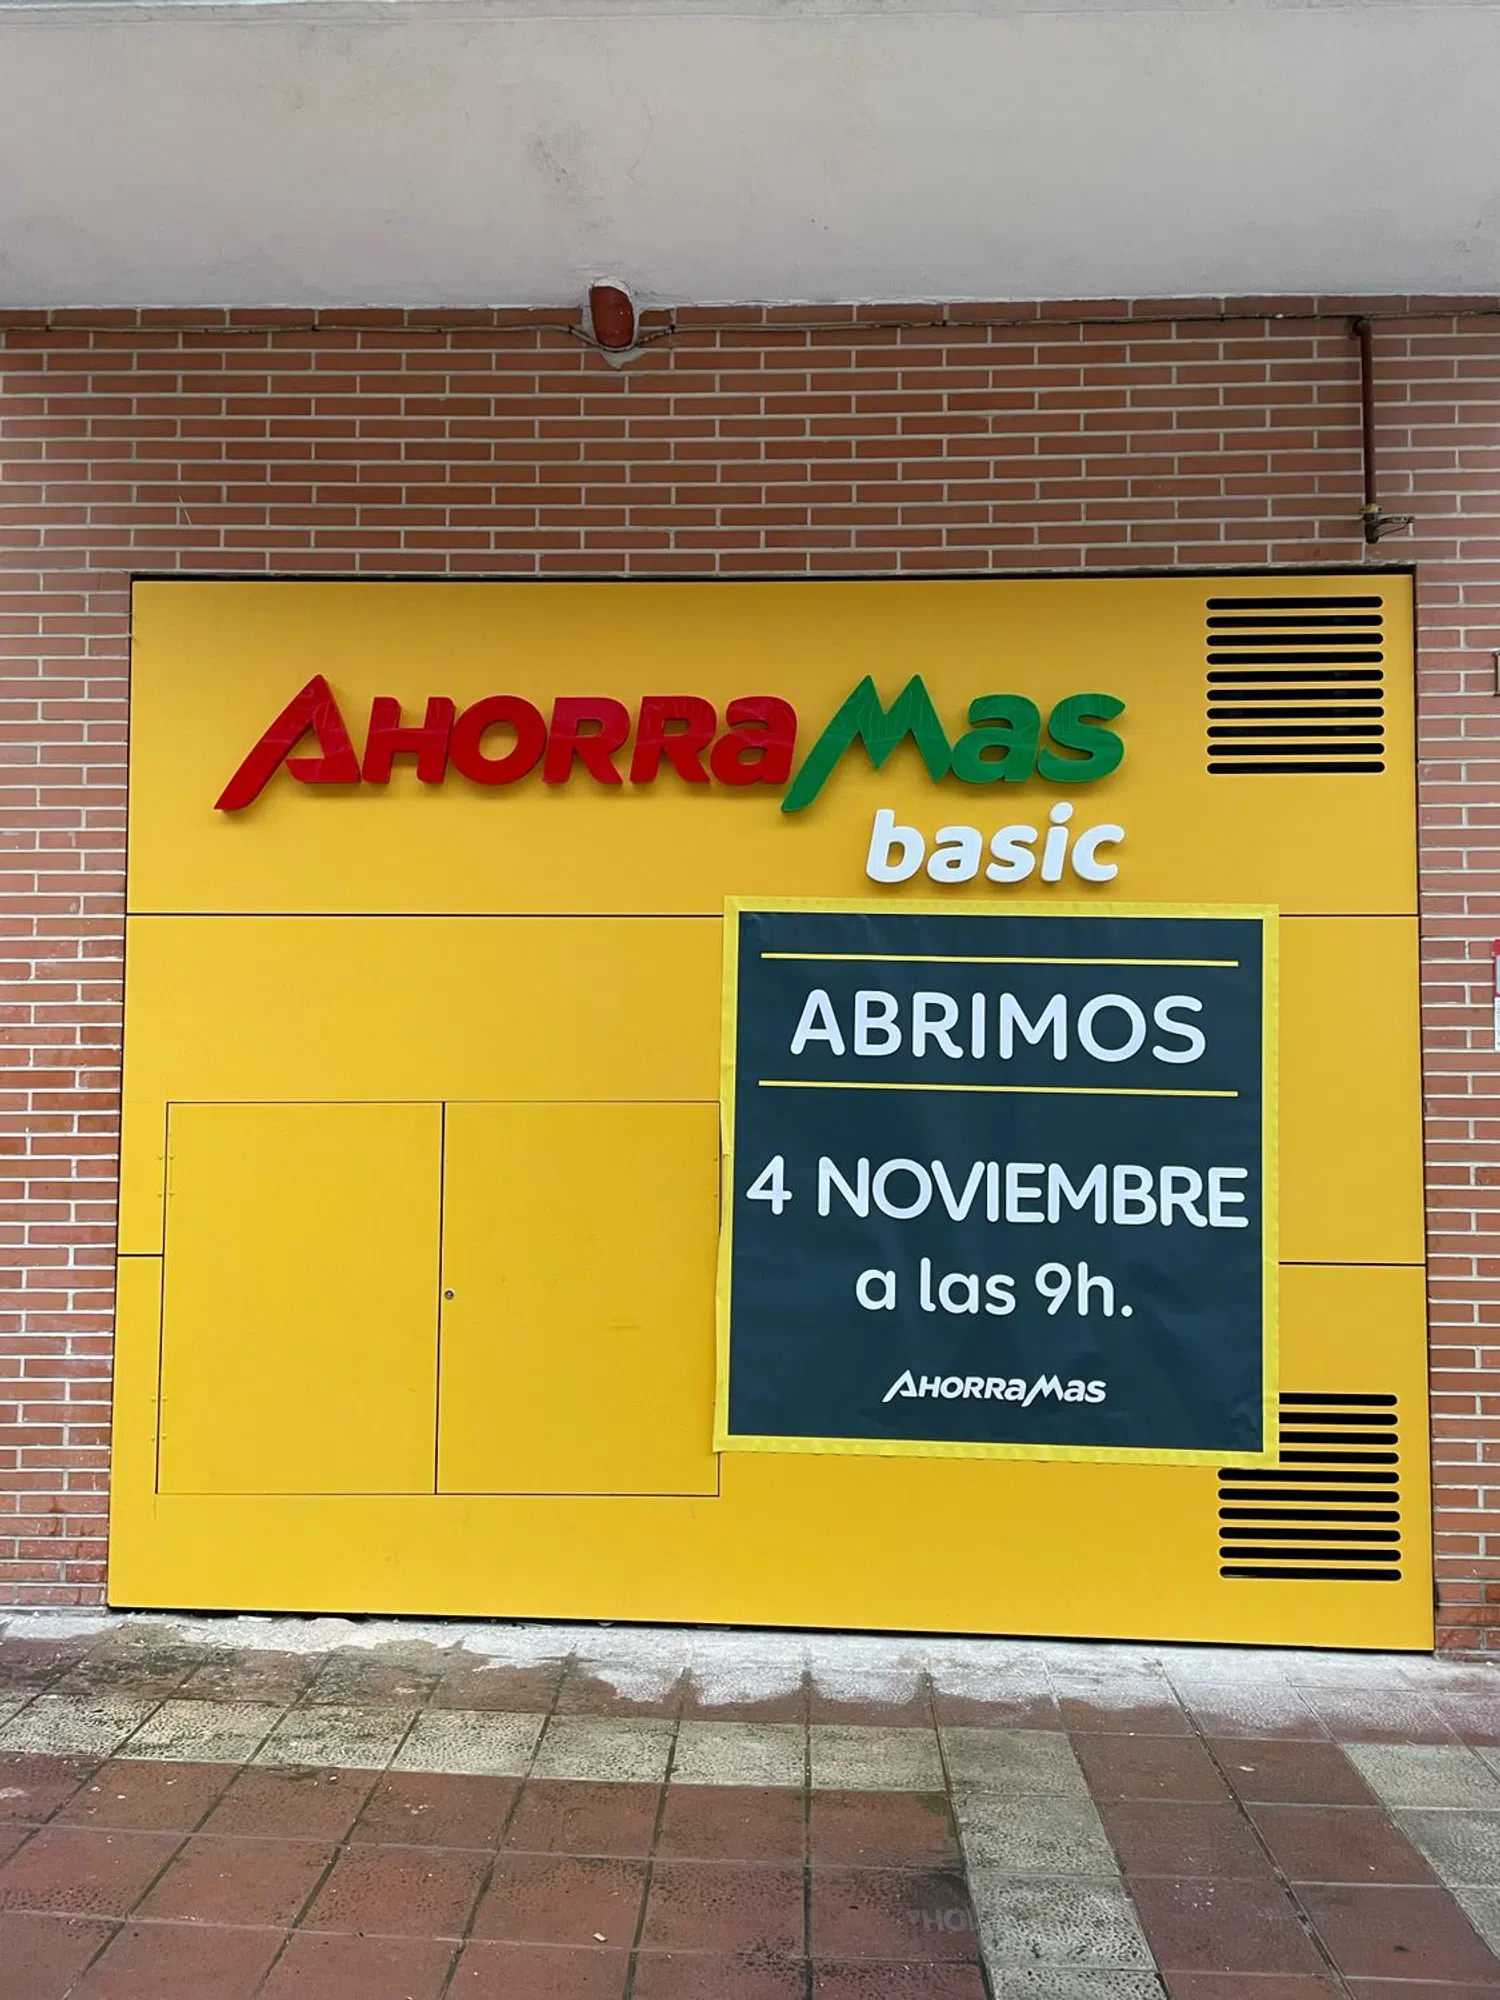 AHORRAMAS
basic
ABRIMOS
4 NOVIEMBRE
a las 9h.
AHORRAMAS